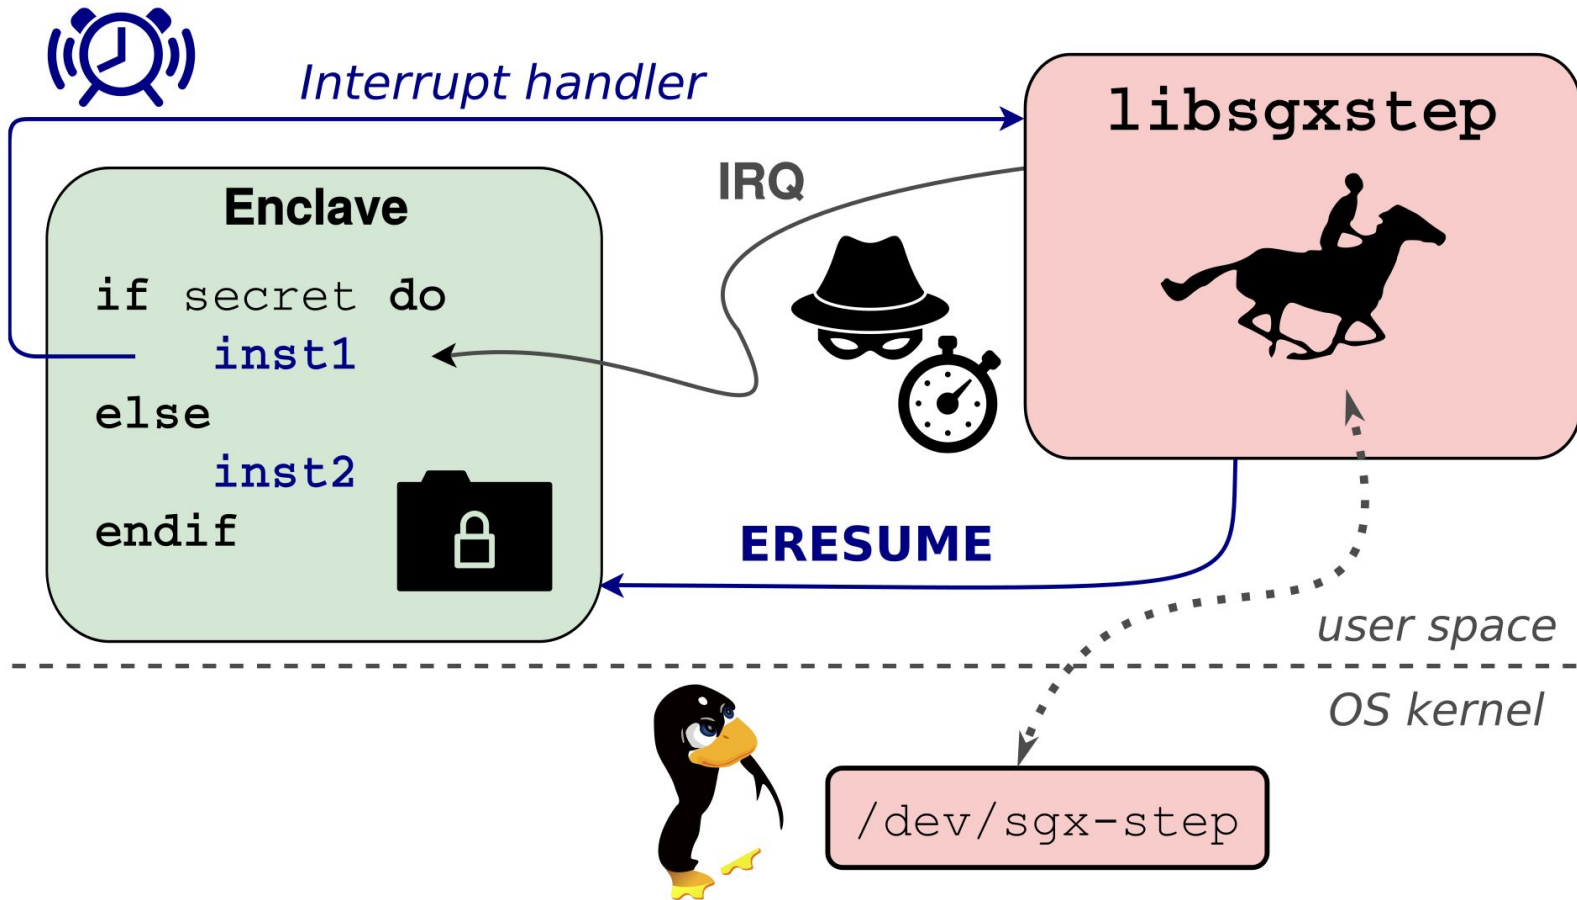 Interrupt handler
libsgxstep
IRQ
Enclave
if secret do
inst1
else
inst2
endif
ERESUME
user space
OS kernel
/dev/sgx-step